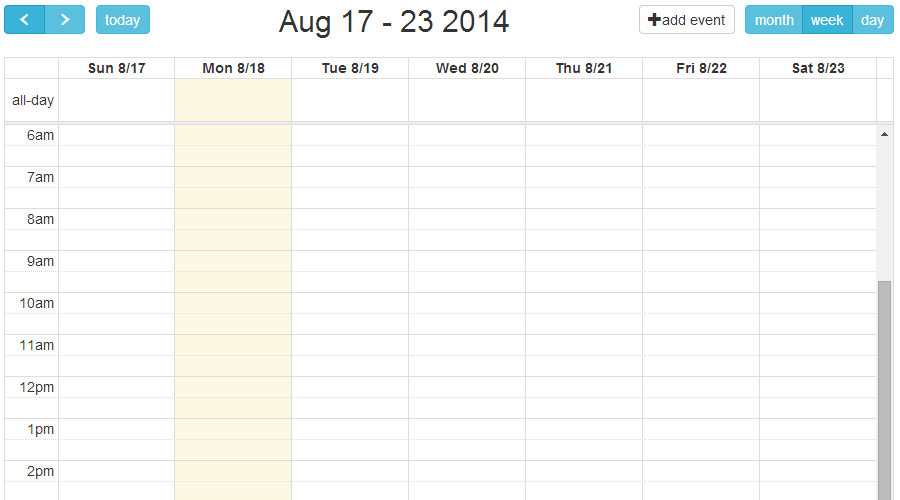 today Aug 17 - 23 2014 add event month week day
Sun 8/17 Mon 8/18 Tue 8/19 Wed 8/20 Thu 8/21 Fri 8/22 Sat 8/23
all-day
6am
7am
8am
9am
10am
11am
12pm
1pm
2pm